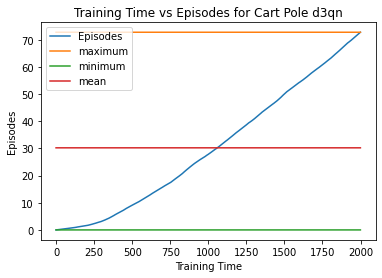 Training Time vs Episodes for Cart Pole d3qn
Episodes
maximum
minimum
mean
70
60
50
40
30
20
10
0
Episodes
0 250 500 750 1000 1250 1500 1750 2000
Training Time